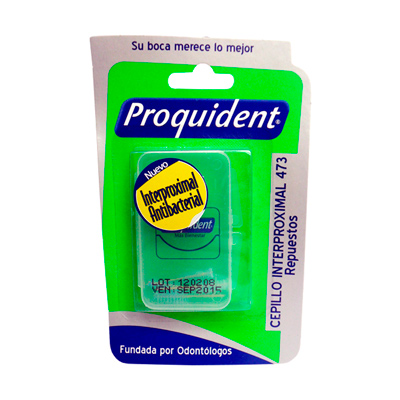 Su boca merece lo mejor
Proquident®
Nuevo
Interproximal
Antibacterial
Proquident
LOT: 120208
VEN: SEP2015
CEPILLO INTERPROXIMAL 473
Repuestos
Fundada por Odontólogos